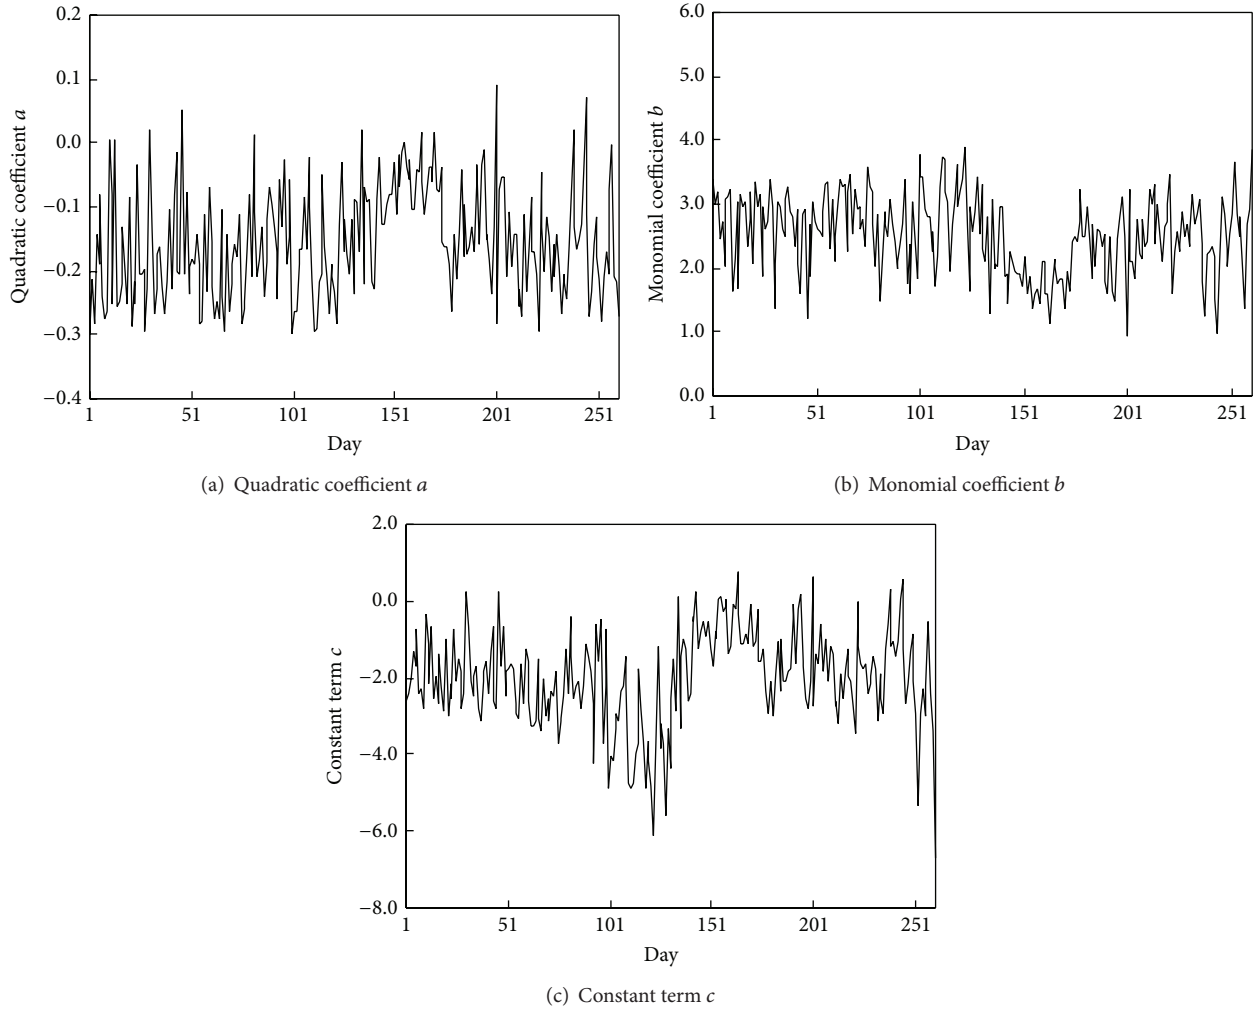 0.2
0.1
0.0
−0.1
−0.2
−0.3
−0.4
Quadratic coefficient a
1 51 101 151 201 251
Day
(a) Quadratic coefficient a
6.0
5.0
4.0
3.0
2.0
1.0
0.0
Monomial coefficient b
1 51 101 151 201 251
Day
(b) Monomial coefficient b
2.0
0.0
−2.0
−4.0
−6.0
−8.0
Constant term c
1 51 101 151 201 251
Day
(c) Constant term c